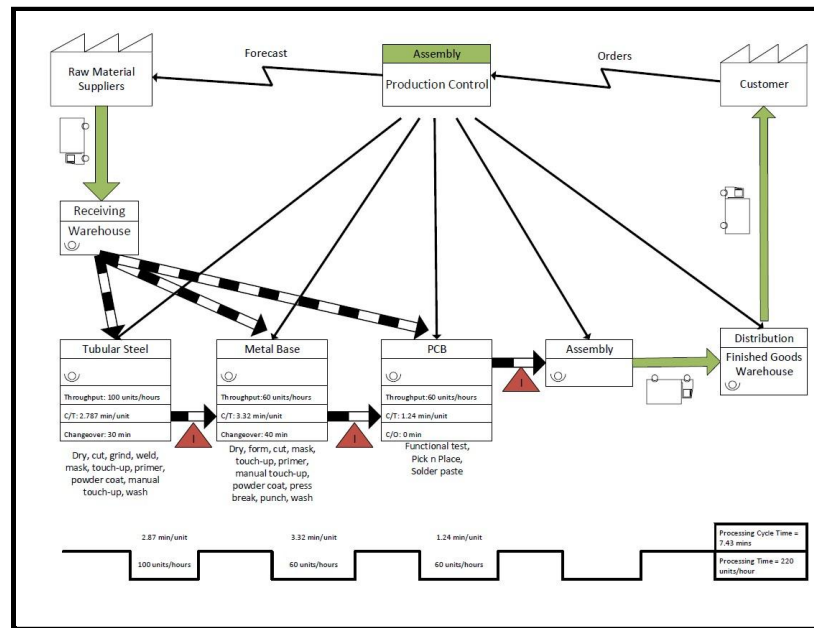 Forecast
Assembly
Orders
Raw Material
Suppliers
Production Control
Customer
Receiving
Warehouse
Tubular Steel
Metal Base
PCB
Assembly
Distribution
Finished Goods
Warehouse
Throughput: 100 units/hours
C/T: 2.787 min/unit
Changeover: 30 min
Throughput:60 units/hours
C/T:3.32 min/unit
Changeover: 40 min
Throughput:60 units/hours
C/T:1.24 min/unit
C/O: 0 min
I
I
I
Dry, cut, grind, weld,
mask, touch-up, primer,
powder coat, manual
touch-up, wash
Dry, form, cut, mask,
touch-up, primer,
manual touch-up,
powder coat, press
break, punch, wash
Functional test,
Pick n Place,
Solder paste
2.87 min/unit
3.32 min/unit
1.24 min/unit
100 units/hours
60 units/hours
60 units/hours
Processing Cycle Time =
7.43 mins
Processing Time = 220
units/hour